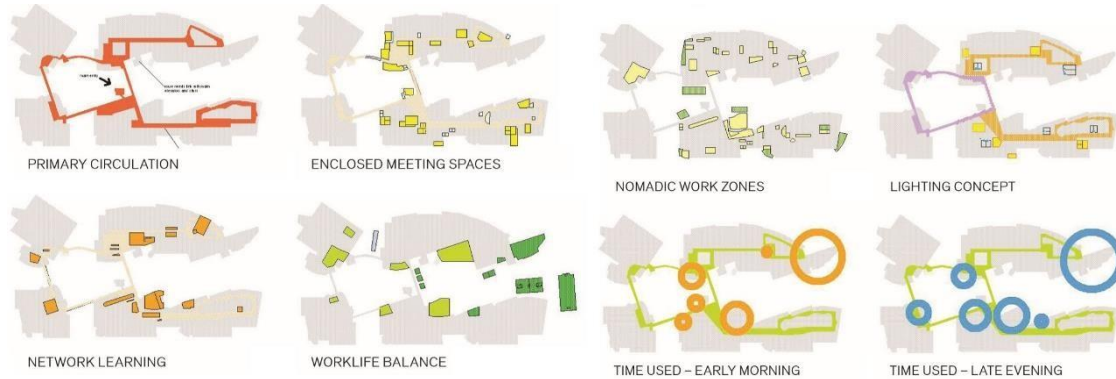 PRIMARY CIRCULATION
ENCLOSED MEETING SPACES
NOMADIC WORK ZONES
LIGHTING CONCEPT
NETWORK LEARNING
WORKLIFE BALANCE
TIME USED – EARLY MORNING
TIME USED – LATE EVENING